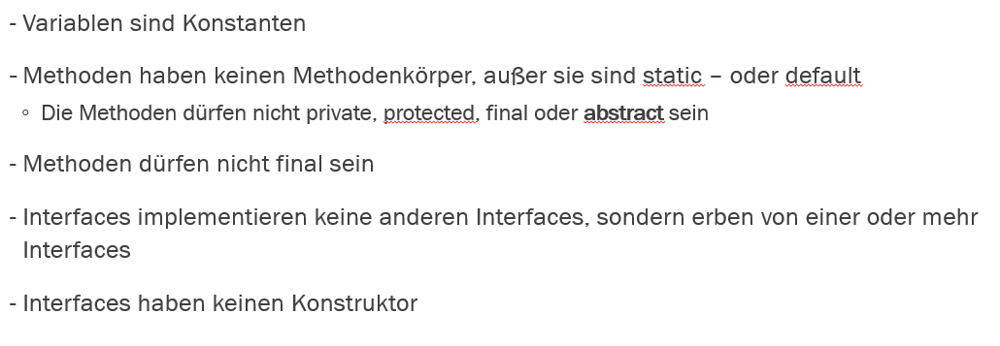 - Variablen sind Konstanten
- Methoden haben keinen Methodenkörper, außer sie sind static – oder default
◦ Die Methoden dürfen nicht private, protected, final oder abstract sein
- Methoden dürfen nicht final sein
- Interfaces implementieren keine anderen Interfaces, sondern erben von einer oder mehr
Interfaces
- Interfaces haben keinen Konstruktor